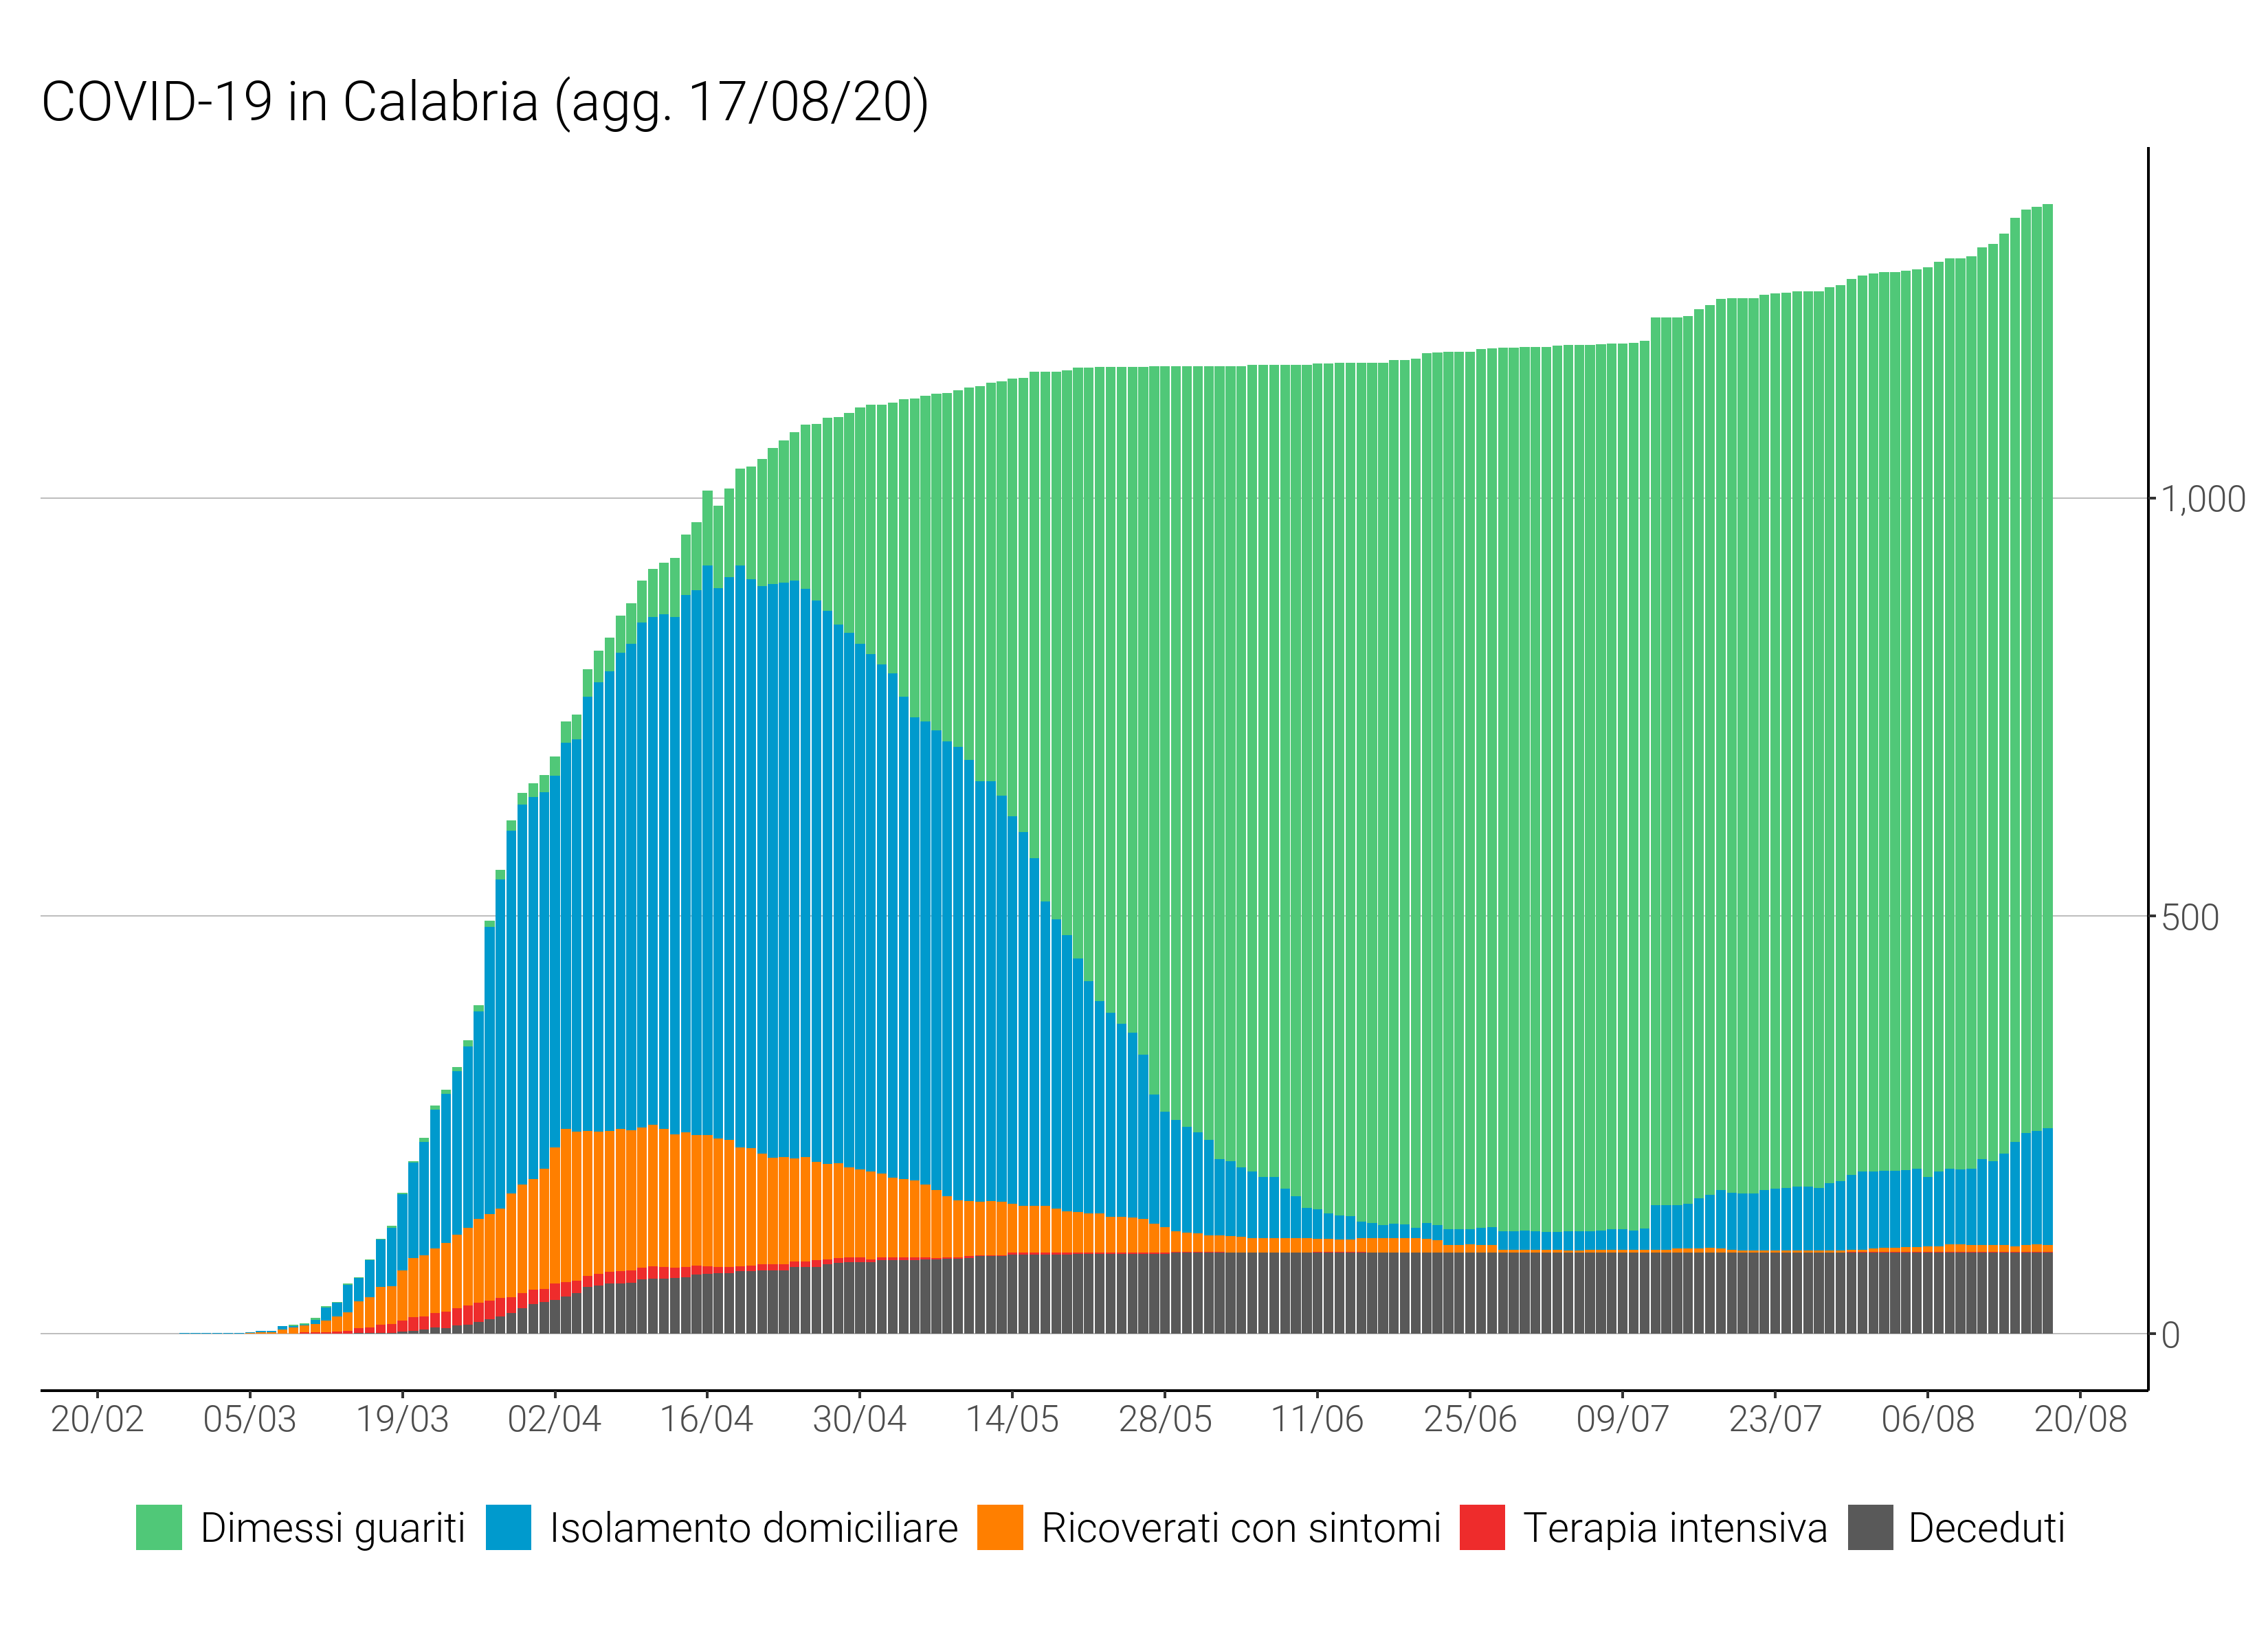 COVID-19 in Calabria (agg. 17/08/20)
1,000
500
0
20/02 05/03 19/03 02/04 16/04 30/04 14/05 28/05 11/06 25/06 09/07 23/07 06/08 20/08
Dimessi guariti Isolamento domiciliare Ricoverati con sintomi Terapia intensiva Deceduti